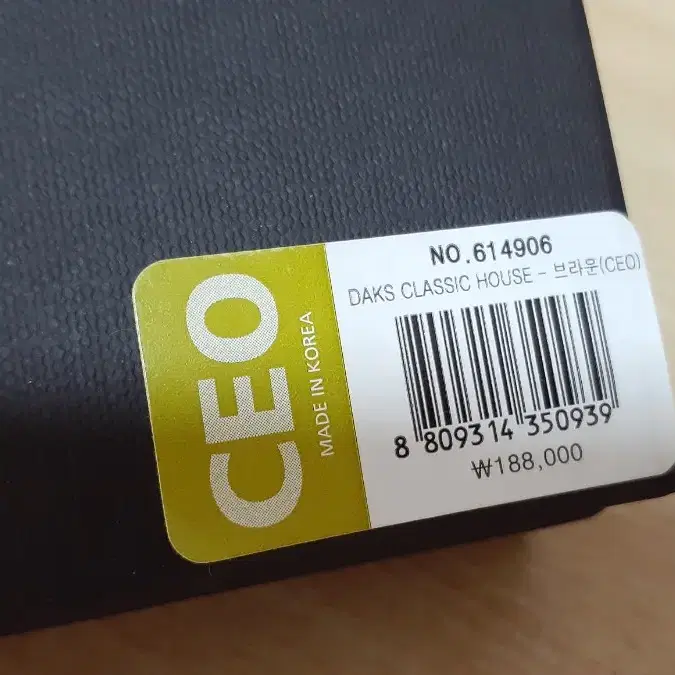 CEO
MADE IN KOREA
NO.614906
DAKS CLASSIC HOUSE - 브라운(CEO)
8 809314 350939
₩188,000